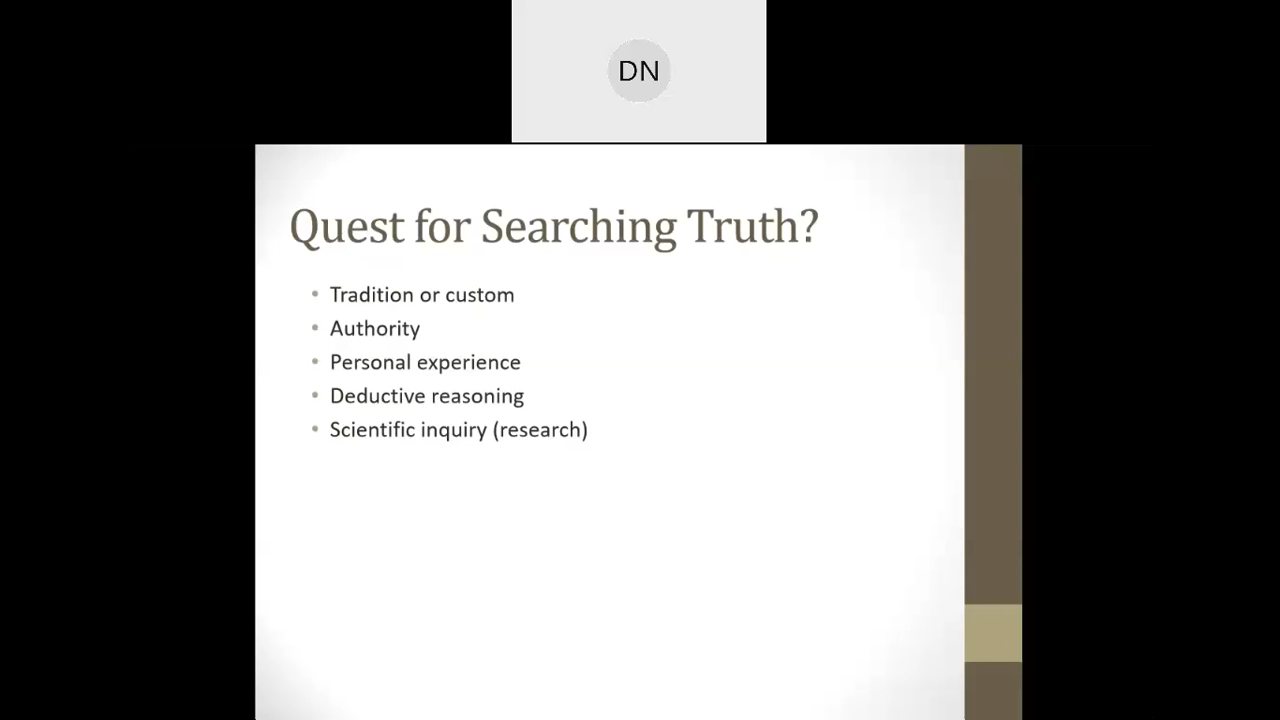 DN
Quest for Searching Truth?
• Tradition or custom
• Authority
• Personal experience
• Deductive reasoning
• Scientific inquiry (research)